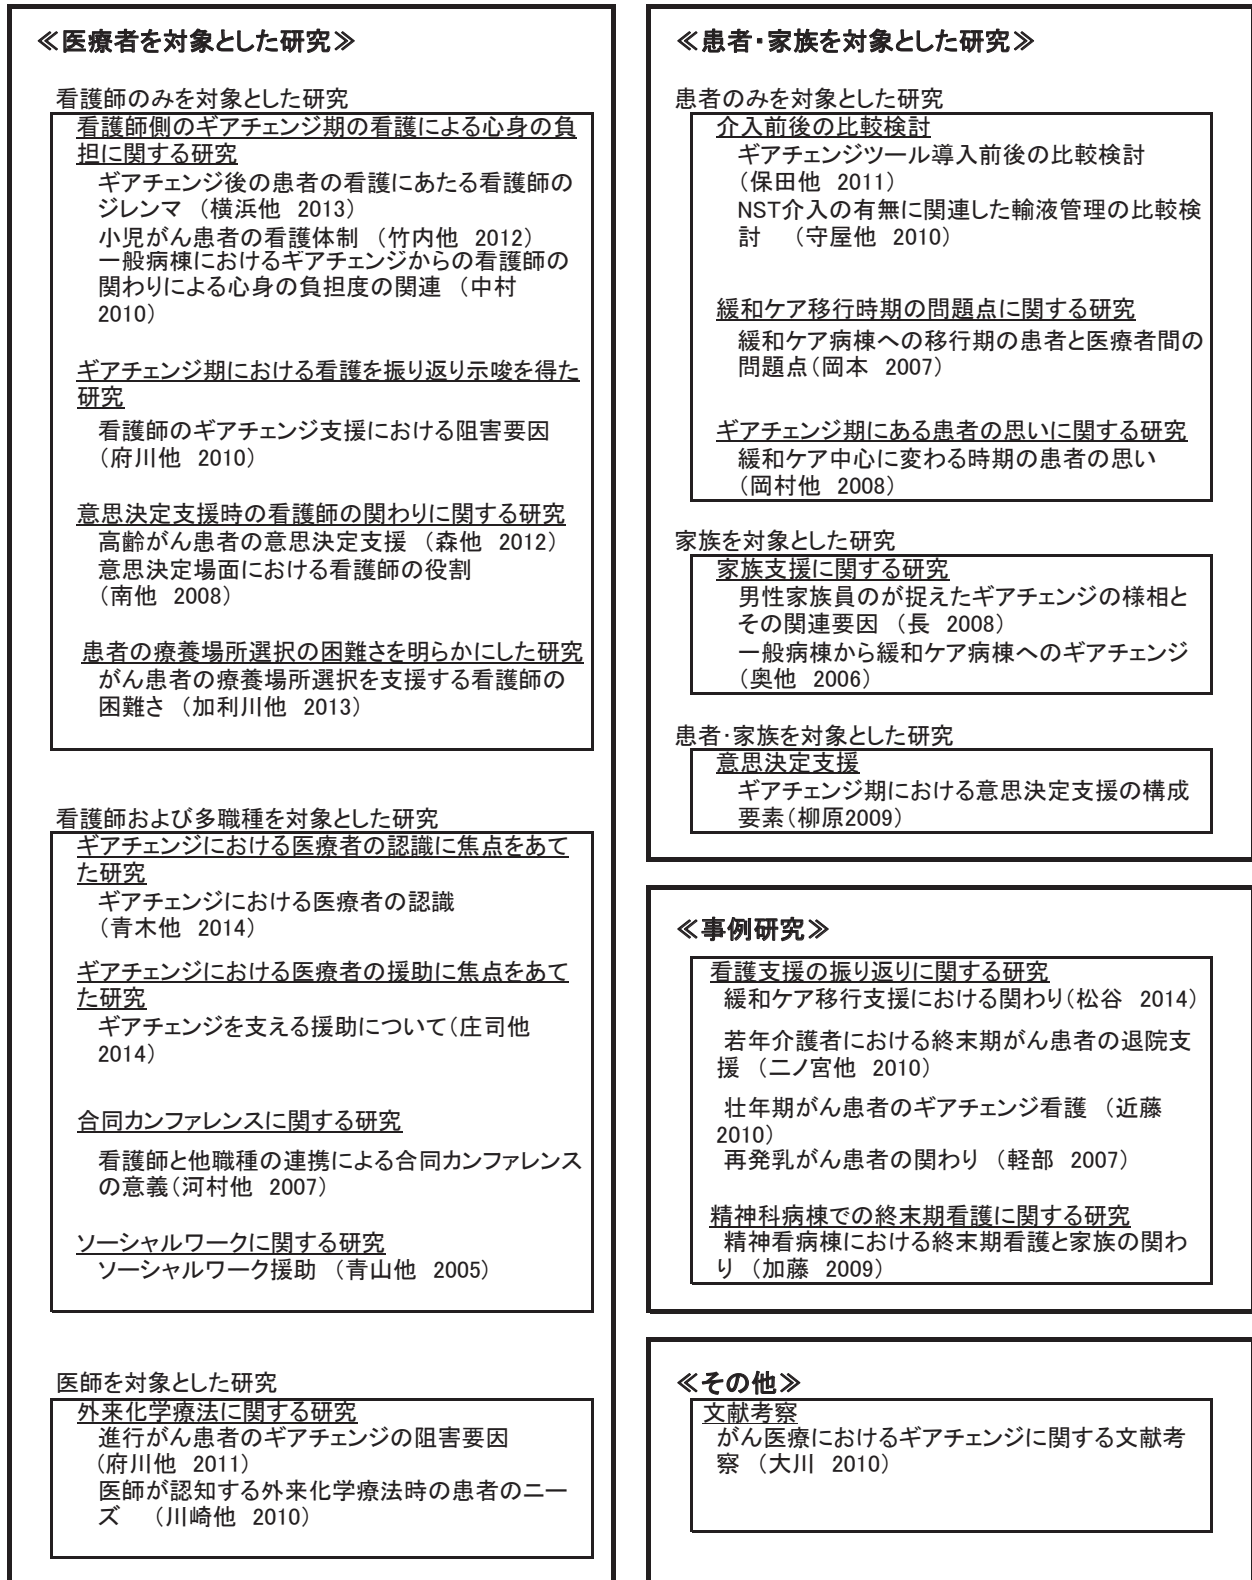 ≪医療者を対象とした研究≫
看護師のみを対象とした研究
看護師側のギアチェンジ期の看護による心身の負
担に関する研究
ギアチェンジ後の患者の看護にあたる看護師の
ジレンマ （横浜他 2013）
小児がん患者の看護体制 （竹内他 2012）
一般病棟におけるギアチェンジからの看護師の
関わりによる心身の負担度の関連 （中村
2010）
ギアチェンジ期における看護を振り返り示唆を得た
研究
看護師のギアチェンジ支援における阻害要因
（府川他 2010）
意思決定支援時の看護師の関わりに関する研究
高齢がん患者の意思決定支援 （森他 2012）
意思決定場面における看護師の役割
（南他 2008）
患者の療養場所選択の困難さを明らかにした研究
がん患者の療養場所選択を支援する看護師の
困難さ （加利川他 2013）
看護師および多職種を対象とした研究
ギアチェンジにおける医療者の認識に焦点をあて
た研究
ギアチェンジにおける医療者の認識
（青木他 2014）
ギアチェンジにおける医療者の援助に焦点をあて
た研究
ギアチェンジを支える援助について（庄司他
2014）
合同カンファレンスに関する研究
看護師と他職種の連携による合同カンファレンス
の意義（河村他 2007）
ソーシャルワークに関する研究
ソーシャルワーク援助 （青山他 2005）
医師を対象とした研究
外来化学療法に関する研究
進行がん患者のギアチェンジの阻害要因
（府川他 2011）
医師が認知する外来化学療法時の患者のニー
ズ （川崎他 2010）
≪患者・家族を対象とした研究≫
患者のみを対象とした研究
介入前後の比較検討
ギアチェンジツール導入前後の比較検討
（保田他 2011）
NST介入の有無に関連した輸液管理の比較検
討 （守屋他 2010）
緩和ケア移行時期の問題点に関する研究
緩和ケア病棟への移行期の患者と医療者間の
問題点（岡本 2007）
ギアチェンジ期にある患者の思いに関する研究
緩和ケア中心に変わる時期の患者の思い
（岡村他 2008）
家族を対象とした研究
家族支援に関する研究
男性家族員のが捉えたギアチェンジの様相と
その関連要因 （長 2008）
一般病棟から緩和ケア病棟へのギアチェンジ
（奥他 2006）
患者・家族を対象とした研究
意思決定支援
ギアチェンジ期における意思決定支援の構成
要素（柳原2009）
≪事例研究≫
看護支援の振り返りに関する研究
緩和ケア移行支援における関わり（松谷 2014）
若年介護者における終末期がん患者の退院支
援 （二ノ宮他 2010）
壮年期がん患者のギアチェンジ看護 （近藤
2010）
再発乳がん患者の関わり （軽部 2007）
精神科病棟での終末期看護に関する研究
精神看病棟における終末期看護と家族の関わ
り （加藤 2009）
≪その他≫
文献考察
がん医療におけるギアチェンジに関する文献考
察 （大川 2010）